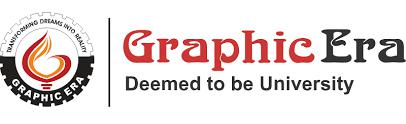 TRANSFORMING DREAMS INTO REALITY
GRAPHIC ERA
Graphic Era
Deemed to be University